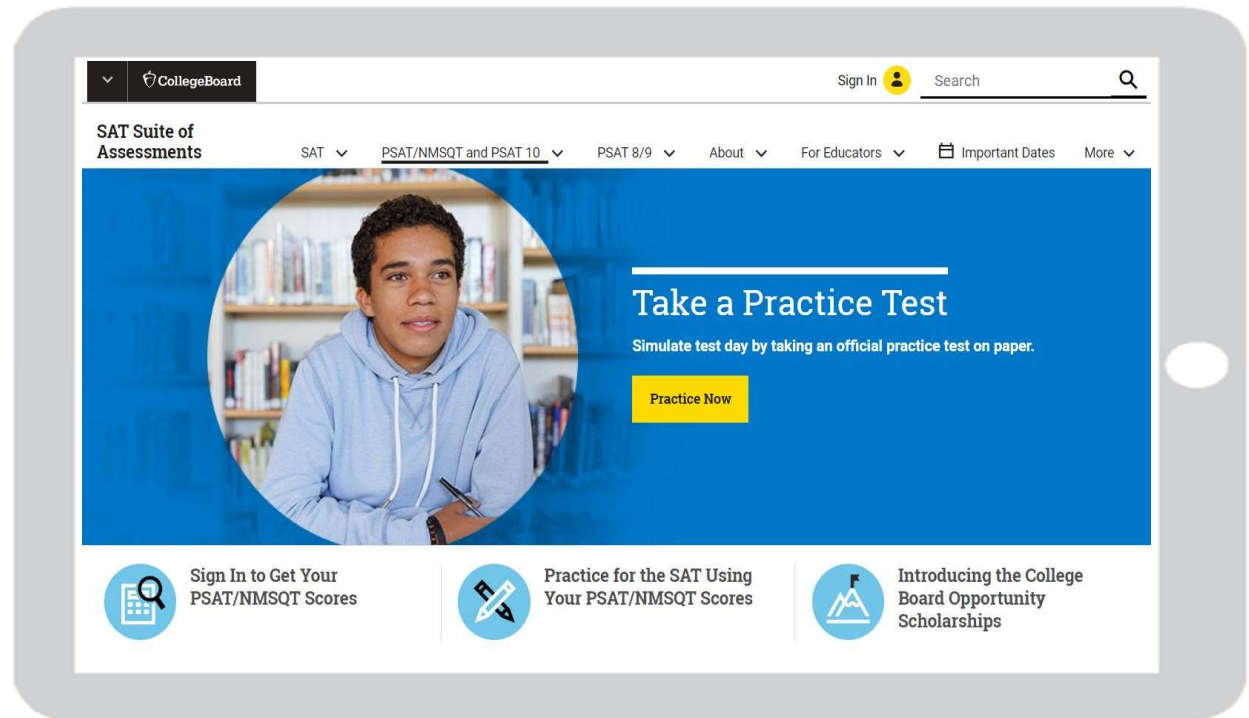 CollegeBoard
Sign In
Search
SAT Suite of
Assessments
SAT
PSAT/NMSQT and PSAT 10
PSAT 8/9
About
For Educators
Important Dates
More
Take a Practice Test
Simulate test day by taking an official practice test on paper.
Practice Now
Sign In to Get Your
PSAT/NMSQT Scores
Practice for the SAT Using
Your PSAT/NMSQT Scores
Introducing the College
Board Opportunity
Scholarships